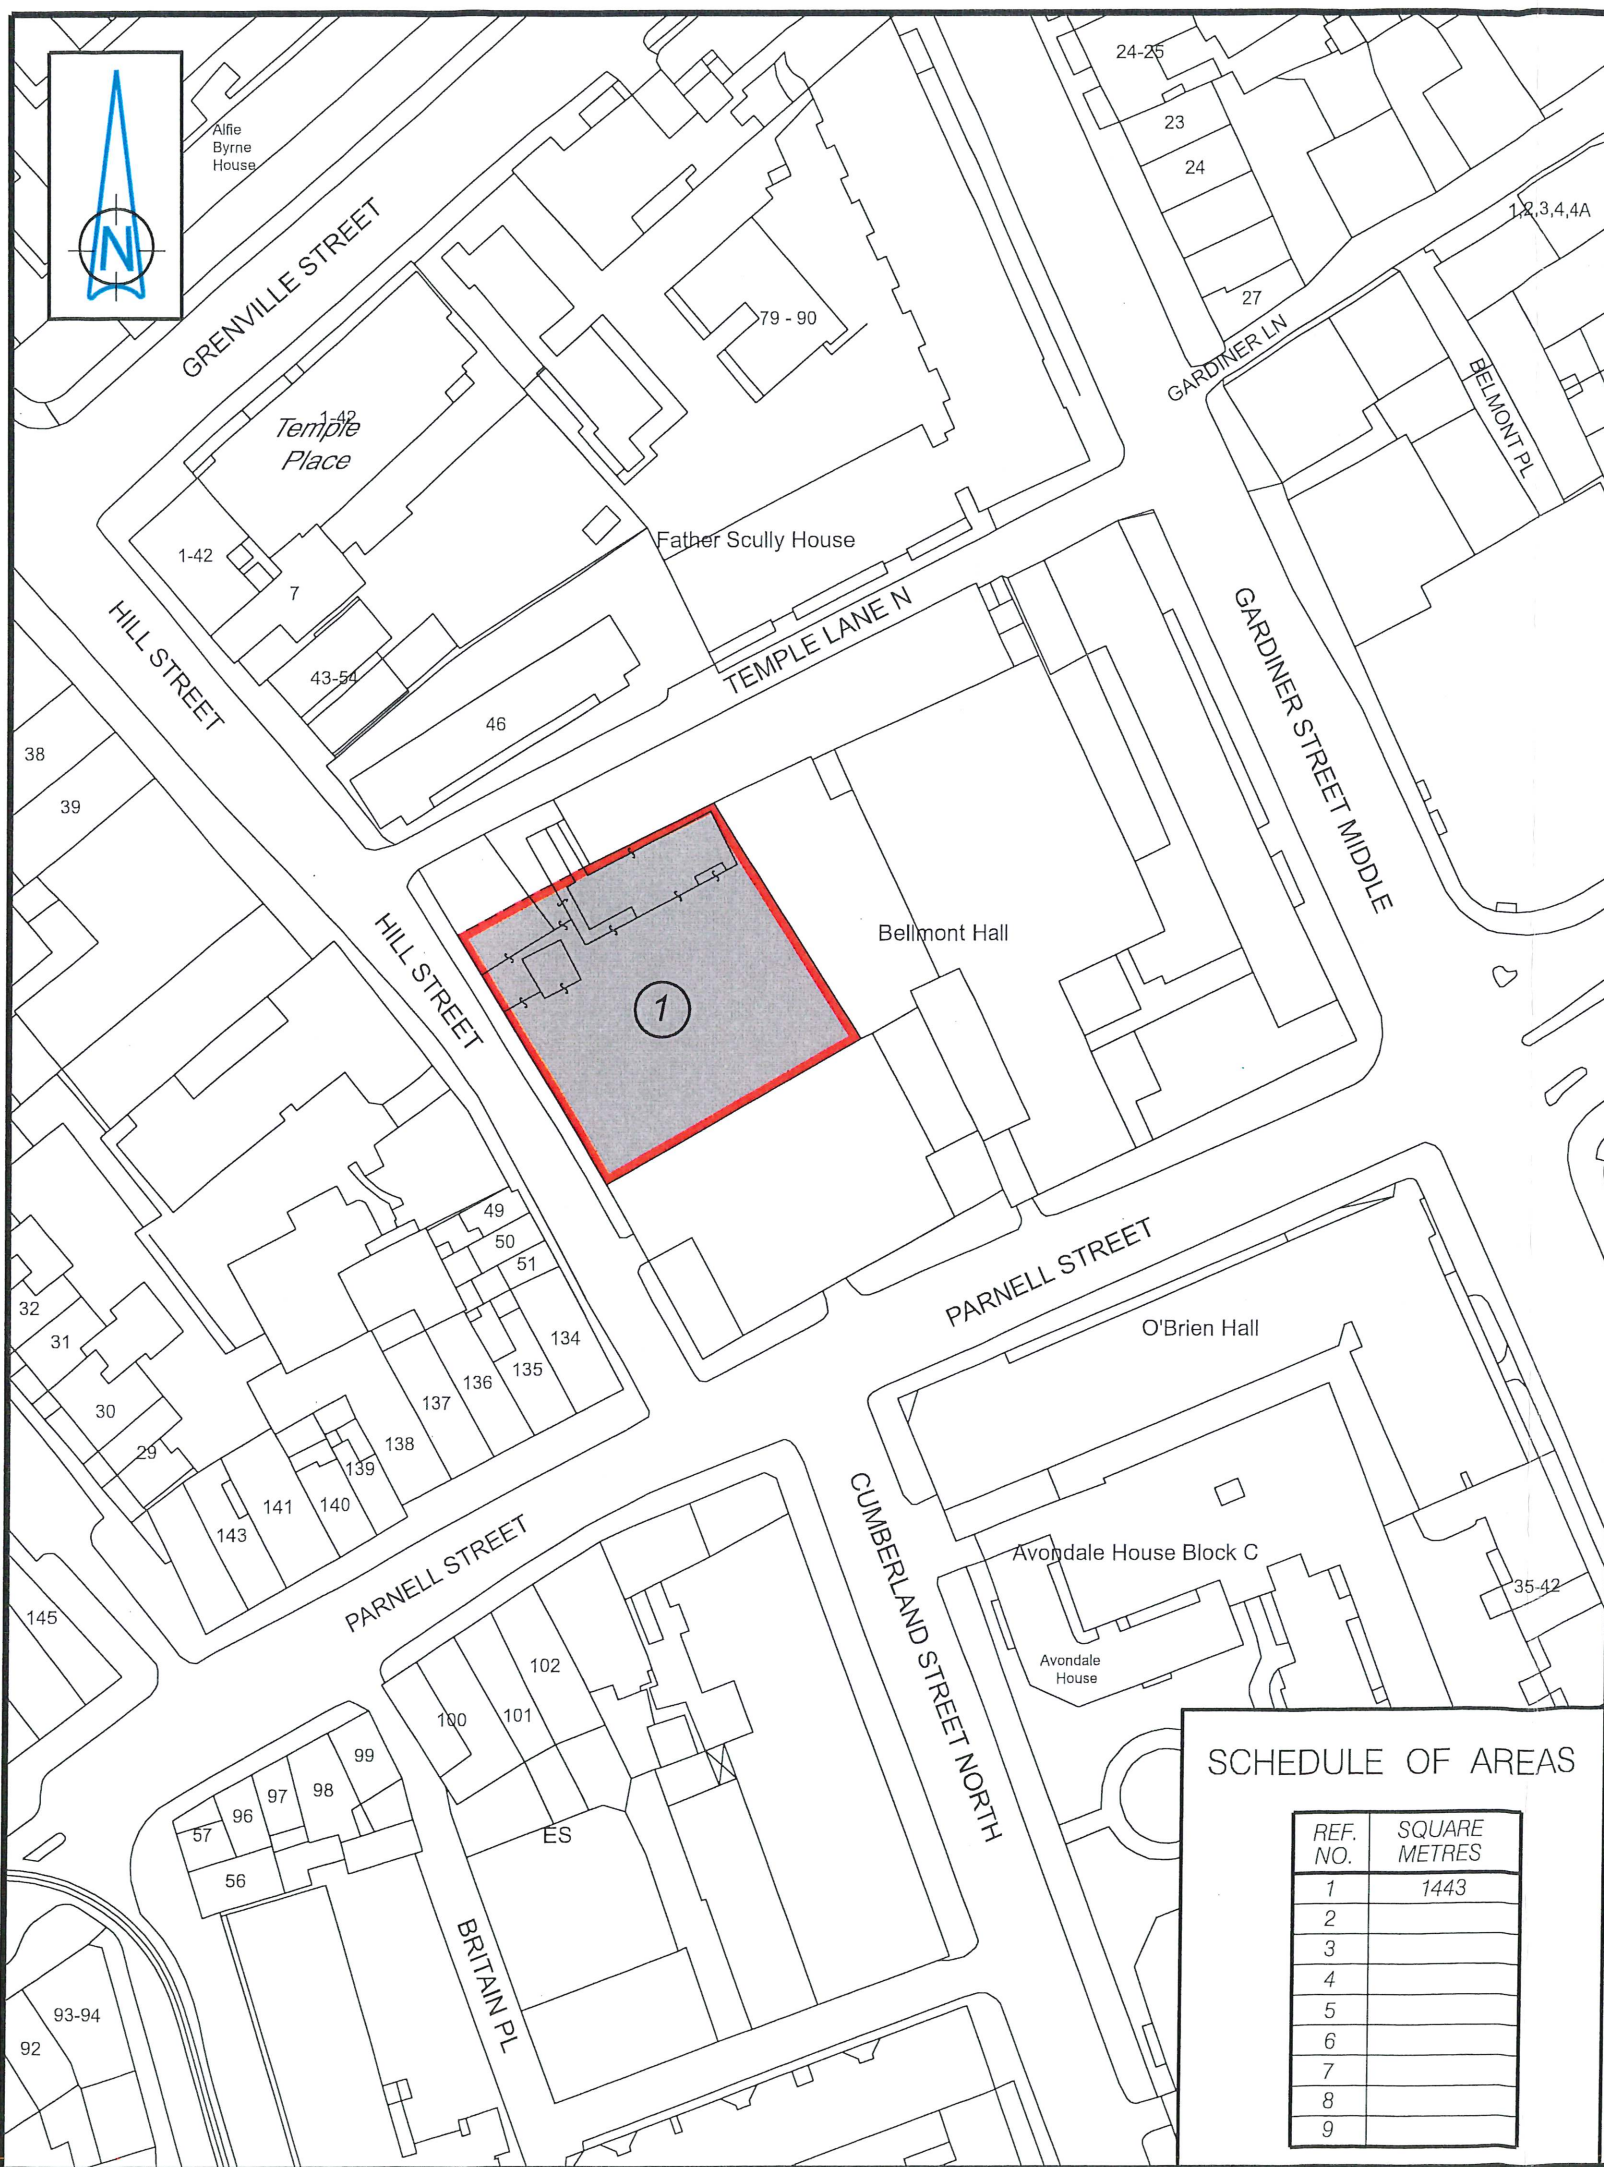 24-25
Alfie
Byrne
House
23
24
1,2,3,4,4A
N
GRENVILLE STREET
27
79 - 90
GARDINER LN
BELMONT PL
1-42
Temple
Place
Father Scully House
1-42
7
TEMPLE LANE N
HILL STREET
43-54
GARDINER STREET MIDDLE
46
38
39
HILL STREET
Bellmont Hall
1
49
50
51
PARNELL STREET
O'Brien Hall
32
31
134
135
136
137
30
29
138
139
140
141
143
CUMBERLAND STREET NORTH
Avondale House Block C
PARNELL STREET
35-42
145
102
Avondale
House
101
100
99
98
97
96
57
56
ES
BRITAIN PL
93-94
92
SCHEDULE OF AREAS
REF. NO. SQUARE METRES
1 1443
2
3
4
5
6
7
8
9